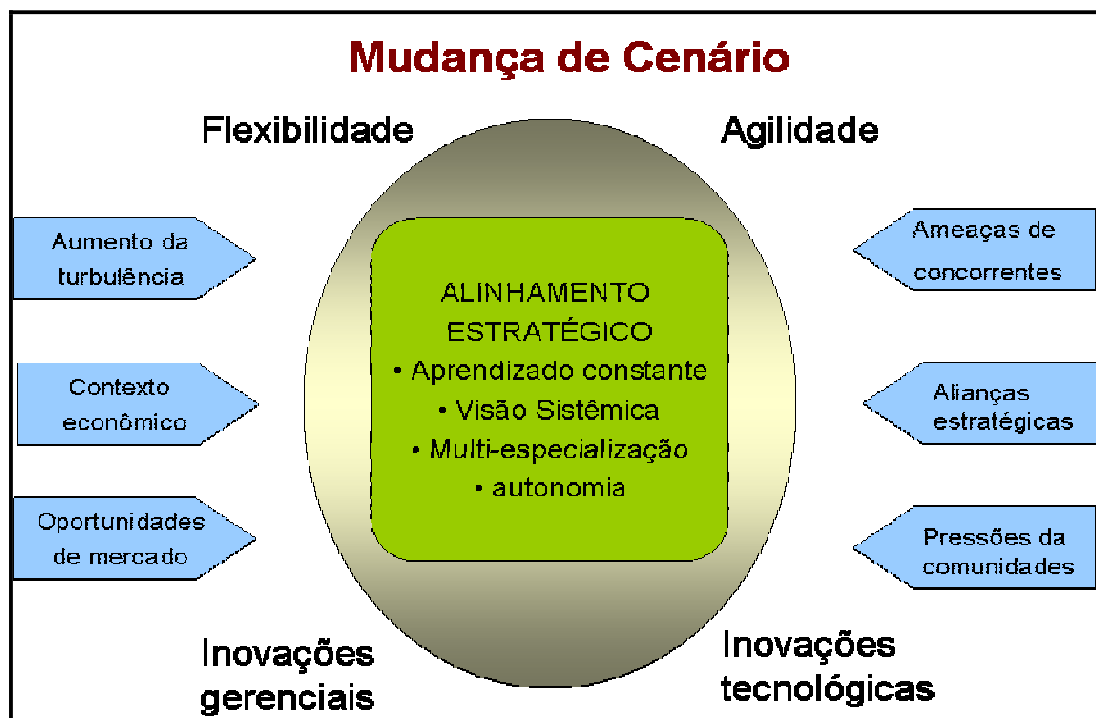 Mudança de Cenário
Flexibilidade
Agilidade
Aumento da
turbulência
Contexto
econômico
Oportunidades
de mercado
ALINHAMENTO
ESTRATÉGICO
• Aprendizado constante
• Visão Sistêmica
• Multi-especialização
• autonomia
Ameaças de
concorrentes
Alianças
estratégicas
Pressões da
comunidades
Inovações
gerenciais
Inovações
tecnológicas